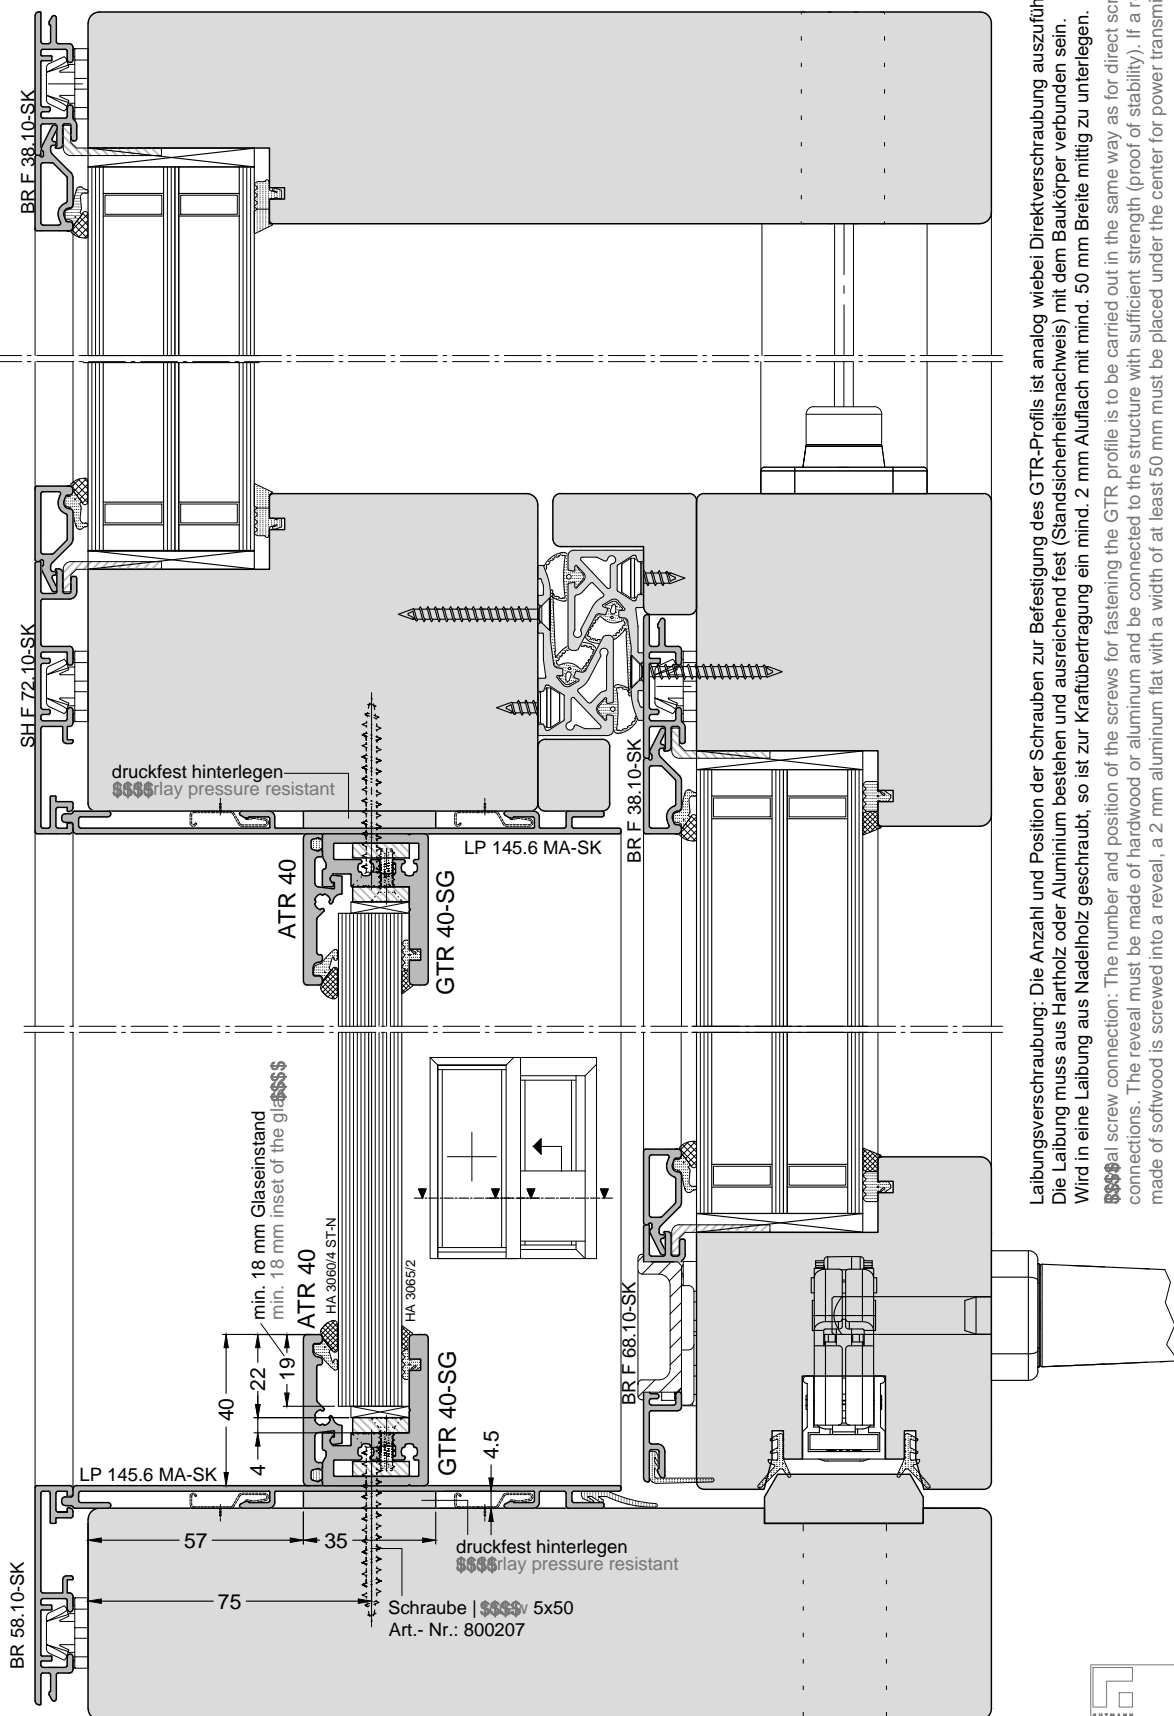 BR F 38.10-SK
SH F 72.10-SK
druckfest hinterlegen
$$$$rlay pressure resistant
LP 145.6 MA-SK
BR F 38.10-SK
ATR 40
GTR 40-SG
min. 18 mm Glaseinstand
min. 18 mm inset of the gla$$$$
ATR 40
HA 3060/4 ST-N
HA 3065/2
40
22
19
4
GTR 40-SG
BR F 68.10-SK
4.5
LP 145.6 MA-SK
57
35
druckfest hinterlegen
$$$$rlay pressure resistant
75
Schraube | $$$$ 5x50
Art.- Nr.: 800207
BR 58.10-SK
Laibungsverschraubung: Die Anzahl und Position der Schrauben zur Befestigung des GTR-Profils ist analog wiebei Direktverschraubung auszufüh
Die Laibung muss aus Hartholz oder Aluminium bestehen und ausreichend fest (Standsicherheitsnachweis) mit dem Baukörper verbunden sein.
Wird in eine Laibung aus Nadelholz geschraubt, so ist zur Kraftübertragung ein mind. 2 mm Aluflach mit mind. 50 mm Breite mittig zu unterlegen.
$$$$al screw connection: The number and position of the screws for fastening the GTR profile is to be carried out in the same way as for direct scr
connections. The reveal must be made of hardwood or aluminum and be connected to the structure with sufficient strength (proof of stability). If a r
made of softwood is screwed into a reveal, a 2 mm aluminum flat with a width of at least 50 mm must be placed under the center for power transmi
GUTMANN